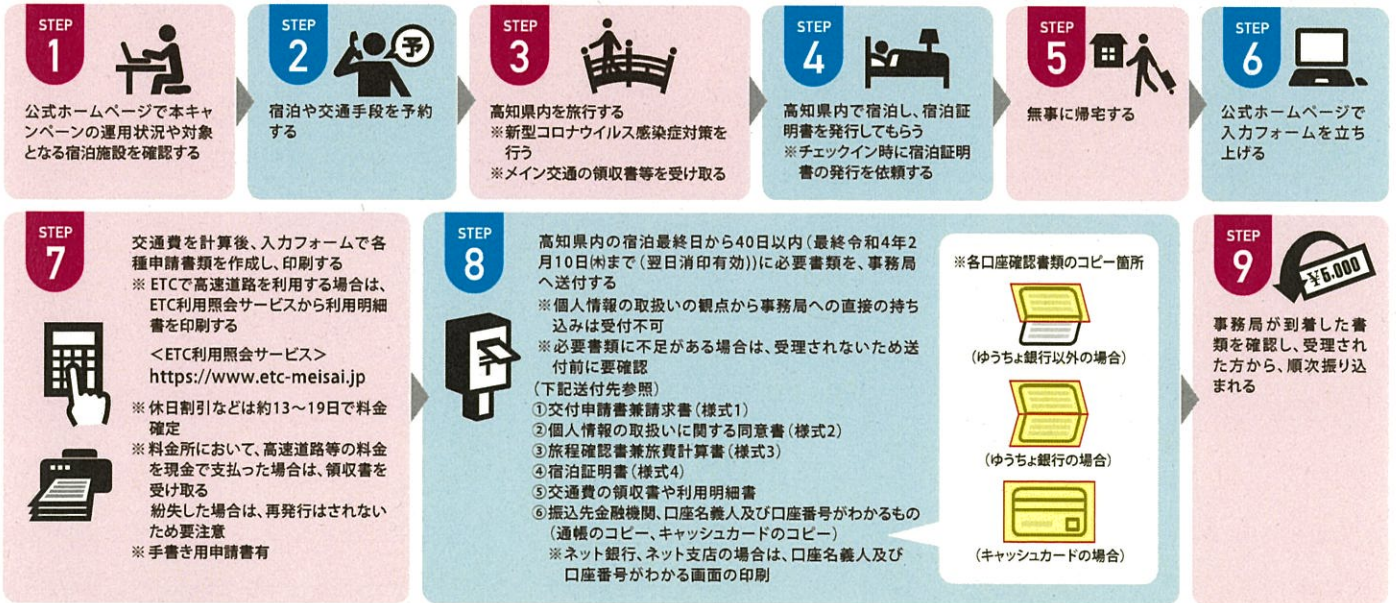 STEP
1
公式ホームページで本キャ
ンペーンの運用状況や対象
となる宿泊施設を確認する
STEP
2
予
宿泊や交通手段を予約
する
STEP
3
高知県内を旅行する
※新型コロナウイルス感染症対策を
行う
※メイン交通の領収書等を受け取る
STEP
4
高知県内で宿泊し、宿泊証
明書を発行してもらう
※チェックイン時に宿泊証明
書の発行を依頼する
STEP
5
無事に帰宅する
STEP
6
公式ホームページで
入力フォームを立ち
上げる
STEP
7
交通費を計算後、入力フォームで各
種申請書類を作成し、印刷する
※ ETCで高速道路を利用する場合は、
ETC利用照会サービスから利用明細
書を印刷する
＜ETC利用照会サービス＞
https://www.etc-meisai.jp
※休日割引などは約13～19日で料金
確定
※料金所において、高速道路等の料金
を現金で支払った場合は、領収書を
受け取る
紛失した場合は、再発行はされない
ため要注意
※手書き用申請書有
STEP
8
高知県内の宿泊最終日から40日以内(最終令和4年2
月10日㈭まで(翌日消印有効))に必要書類を、事務局
へ送付する
※個人情報の取扱いの観点から事務局への直接の持ち
込みは受付不可
※必要書類に不足がある場合は、受理されないため送
付前に要確認
(下記送付先参照)
①交付申請書兼請求書(様式1)
②個人情報の取扱いに関する同意書(様式2)
③旅程確認書兼旅費計算書(様式3)
④宿泊証明書(様式4)
⑤交通費の領収書や利用明細書
⑥振込先金融機関、口座名義人及び口座番号がわかるもの
(通帳のコピー、キャッシュカードのコピー)
※ネット銀行、ネット支店の場合は、口座名義人及び
口座番号がわかる画面の印刷
※各口座確認書類のコピー箇所
(ゆうちょ銀行以外の場合)
(ゆうちょ銀行の場合)
(キャッシュカードの場合)
STEP
9
¥5,000
事務局が到着した書
類を確認し、受理され
た方から、順次振り込
まれる